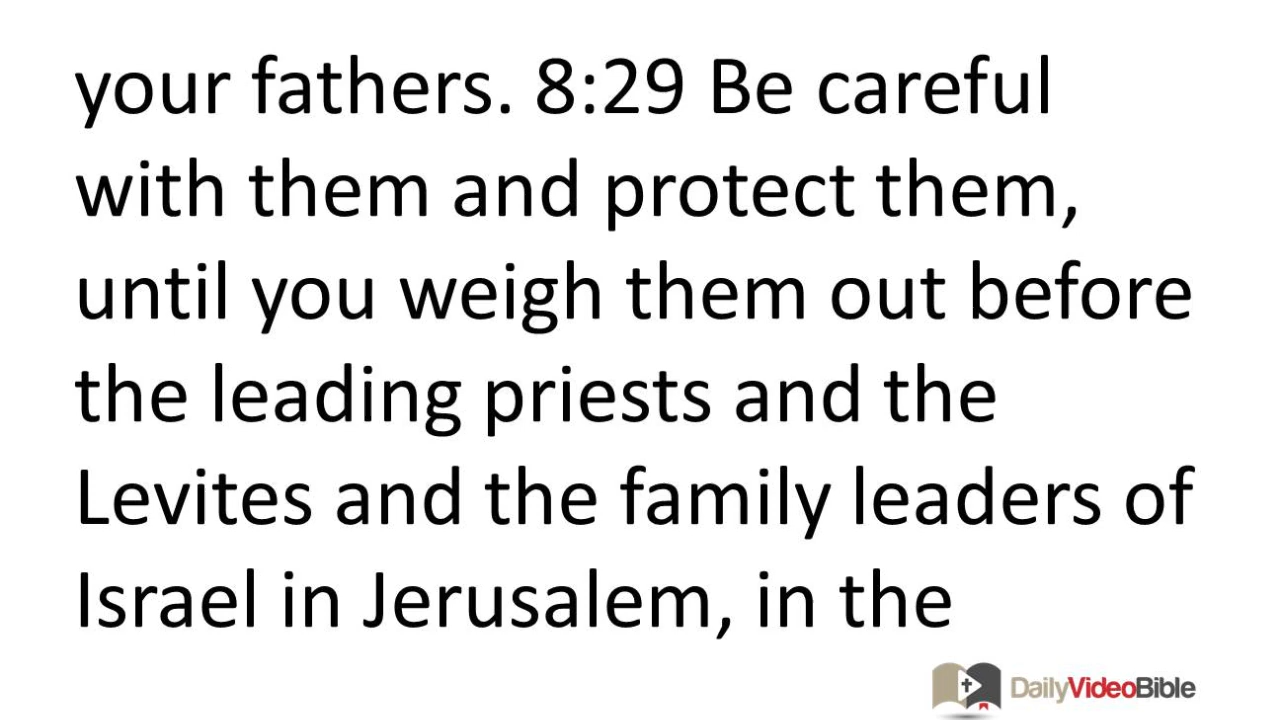 your fathers. 8:29 Be careful
with them and protect them,
until you weigh them out before
the leading priests and the
Levites and the family leaders of
Israel in Jerusalem, in the
DailyVideoBible